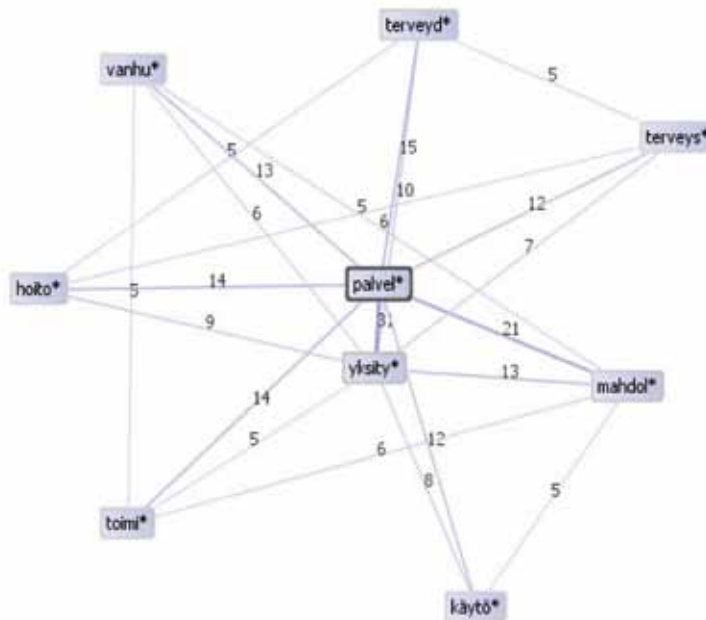 terveyd*
vanhu*
5
terveys*
5
15
13
10
5
12
6
6
7
palvel*
hoito*
14
5
31
9
21
yksity*
13
mahdol*
14
5
12
6
8
5
toimi*
käytö*